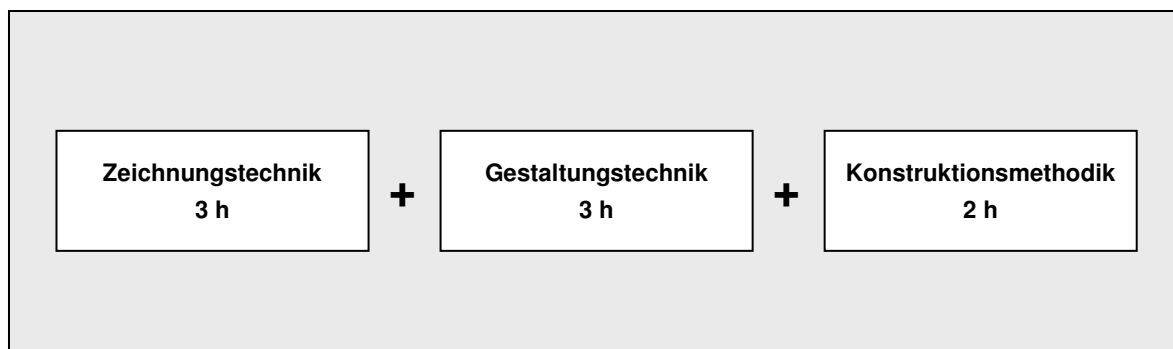 Zeichnungstechnik
3 h
+
Gestaltungstechnik
3 h
+
Konstruktionsmethodik
2 h